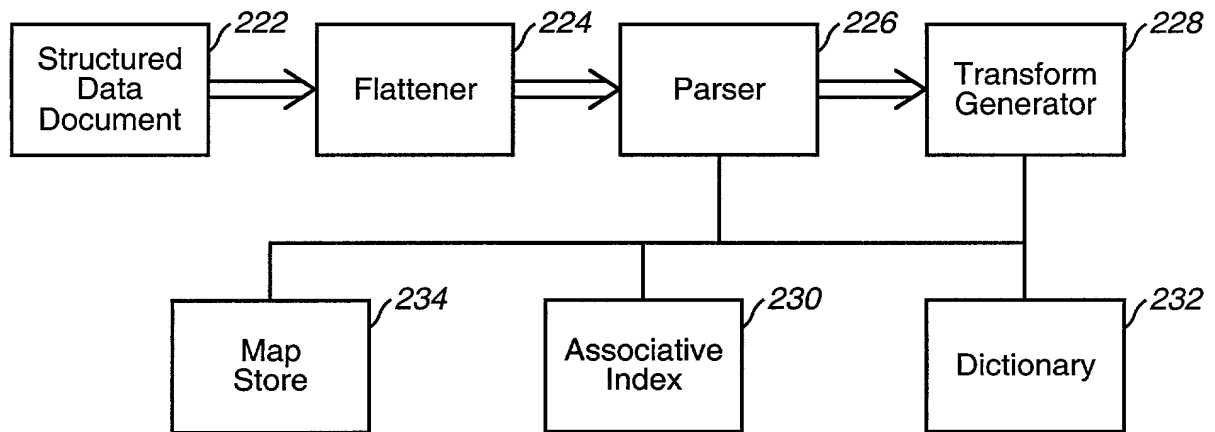 222
224
226
228
Structured
Data
Document
Flattener
Parser
Transform
Generator
234
230
232
Map
Store
Associative
Index
Dictionary